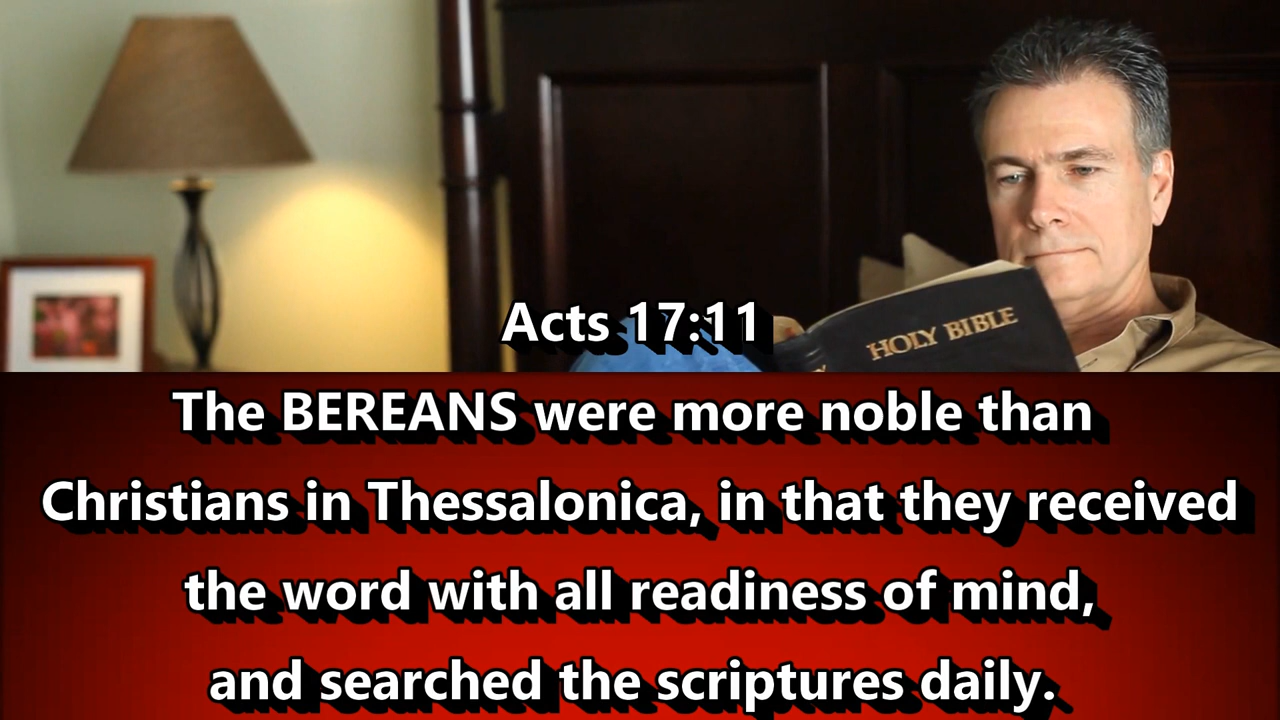 HOLY BIBLE
Acts 17:11
The BEREANS were more noble than
Christians in Thessalonica, in that they received
the word with all readiness of mind,
and searched the scriptures daily.